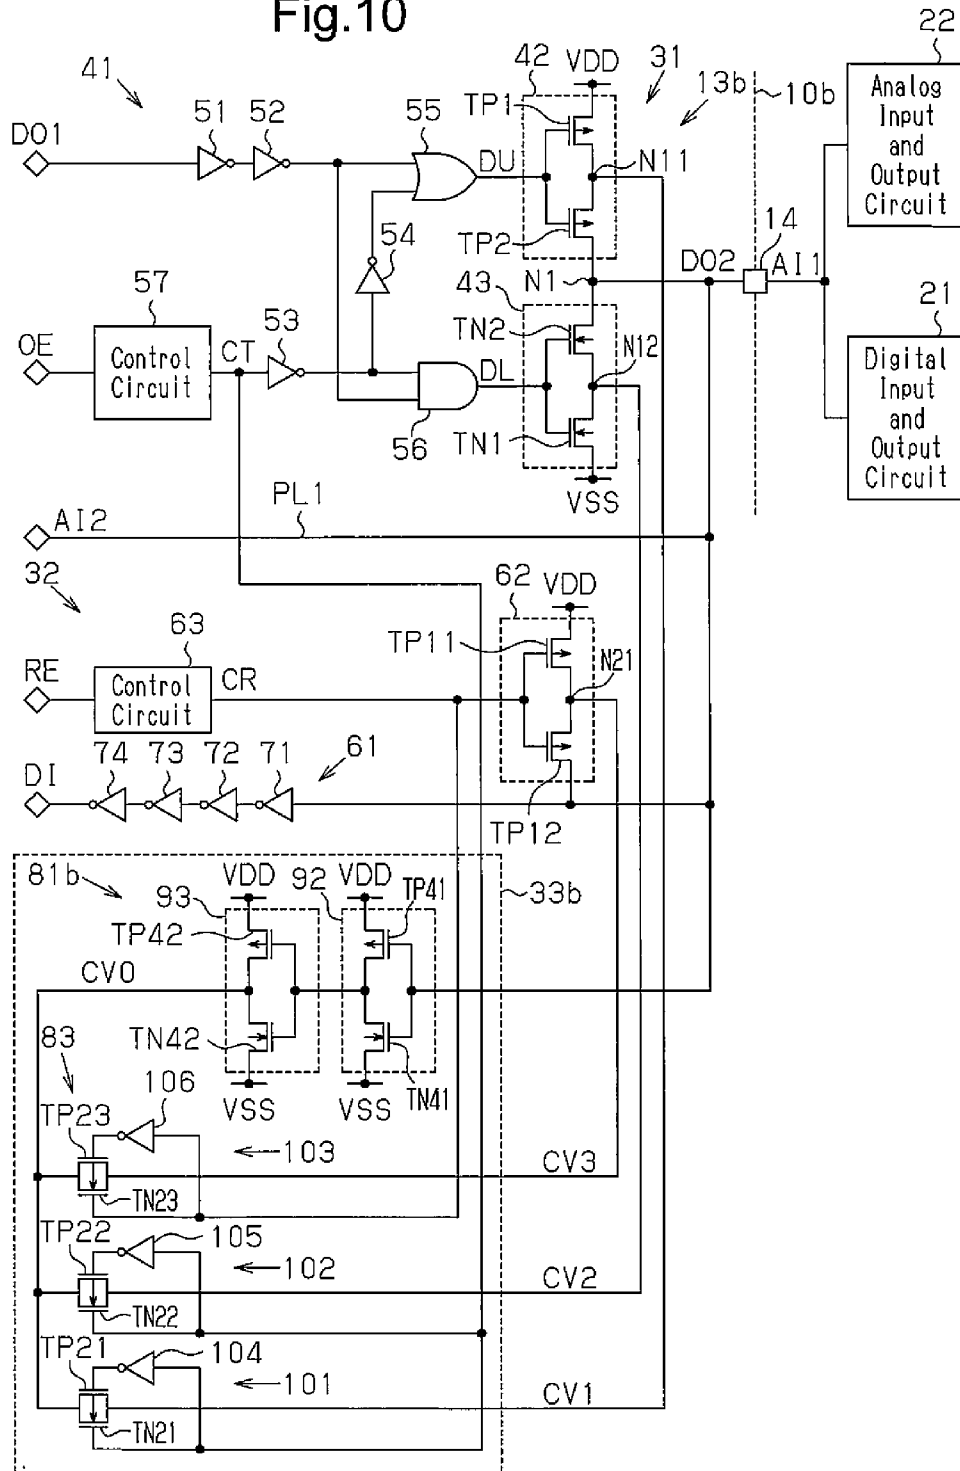 Fig.10
22
41
42
VDD
31
13b
10b
Analog
Input
and
Output
Circuit
TP1
51
52
55
DO1
DU
N11
14
54
TP2
DO2
AI1
N1
43
57
53
21
OE
Control
Circuit
CT
TN2
N12
Digital
Input
and
Output
Circuit
DL
56
TN1
PL1
VSS
AI2
32
62
VDD
63
TP11
RE
Control
Circuit
CR
N21
74
73
72
71
61
DI
TP12
81b
VDD
VDD
33b
93
92
TP41
TP42
CV0
TN42
TN41
83
106
VSS
VSS
TP23
103
CV3
TN23
TP22
105
102
CV2
TN22
TP21
104
101
CV1
TN21